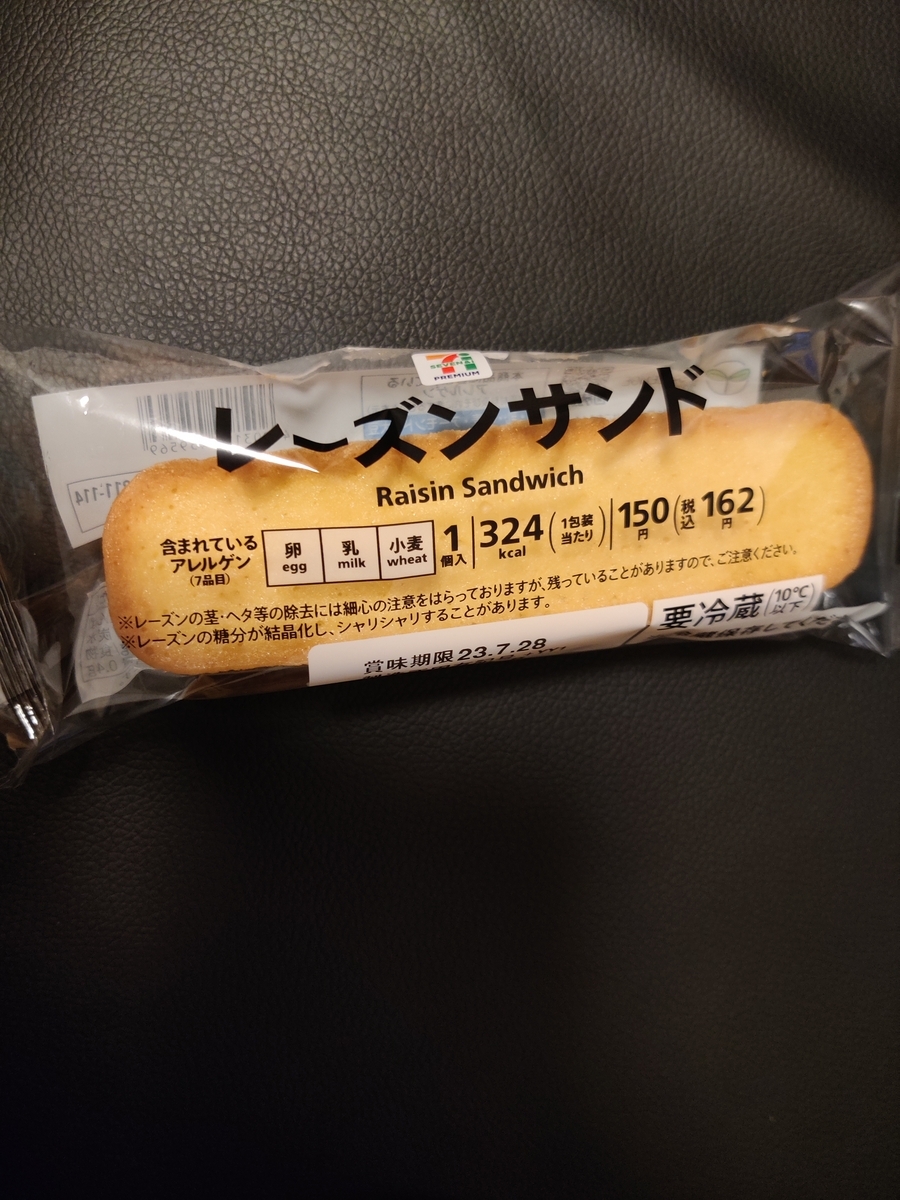 SEVEN
PREMIUM
レーズンサンド
Raisin Sandwich
含まれている
アレルゲン
(7品目)
卵
egg
乳
milk
小麦
wheat
1
個入
324
kcal
(1包装
当たり)
150
円
(税
込
162
円)
※レーズンの茎・ヘタ等の除去には細心の注意をはらっておりますが、残っていることがありますので、ご注意ください。
※レーズンの糖分が結晶化し、シャリシャリすることがあります。
要冷蔵(10℃
以下)
賞味期限23.7.28